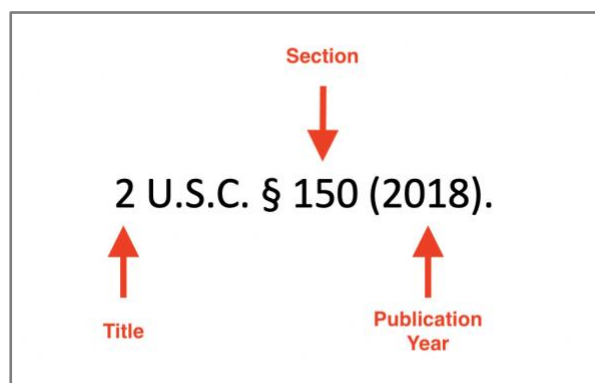 Section
2 U.S.C. § 150 (2018).
Title
Publication
Year